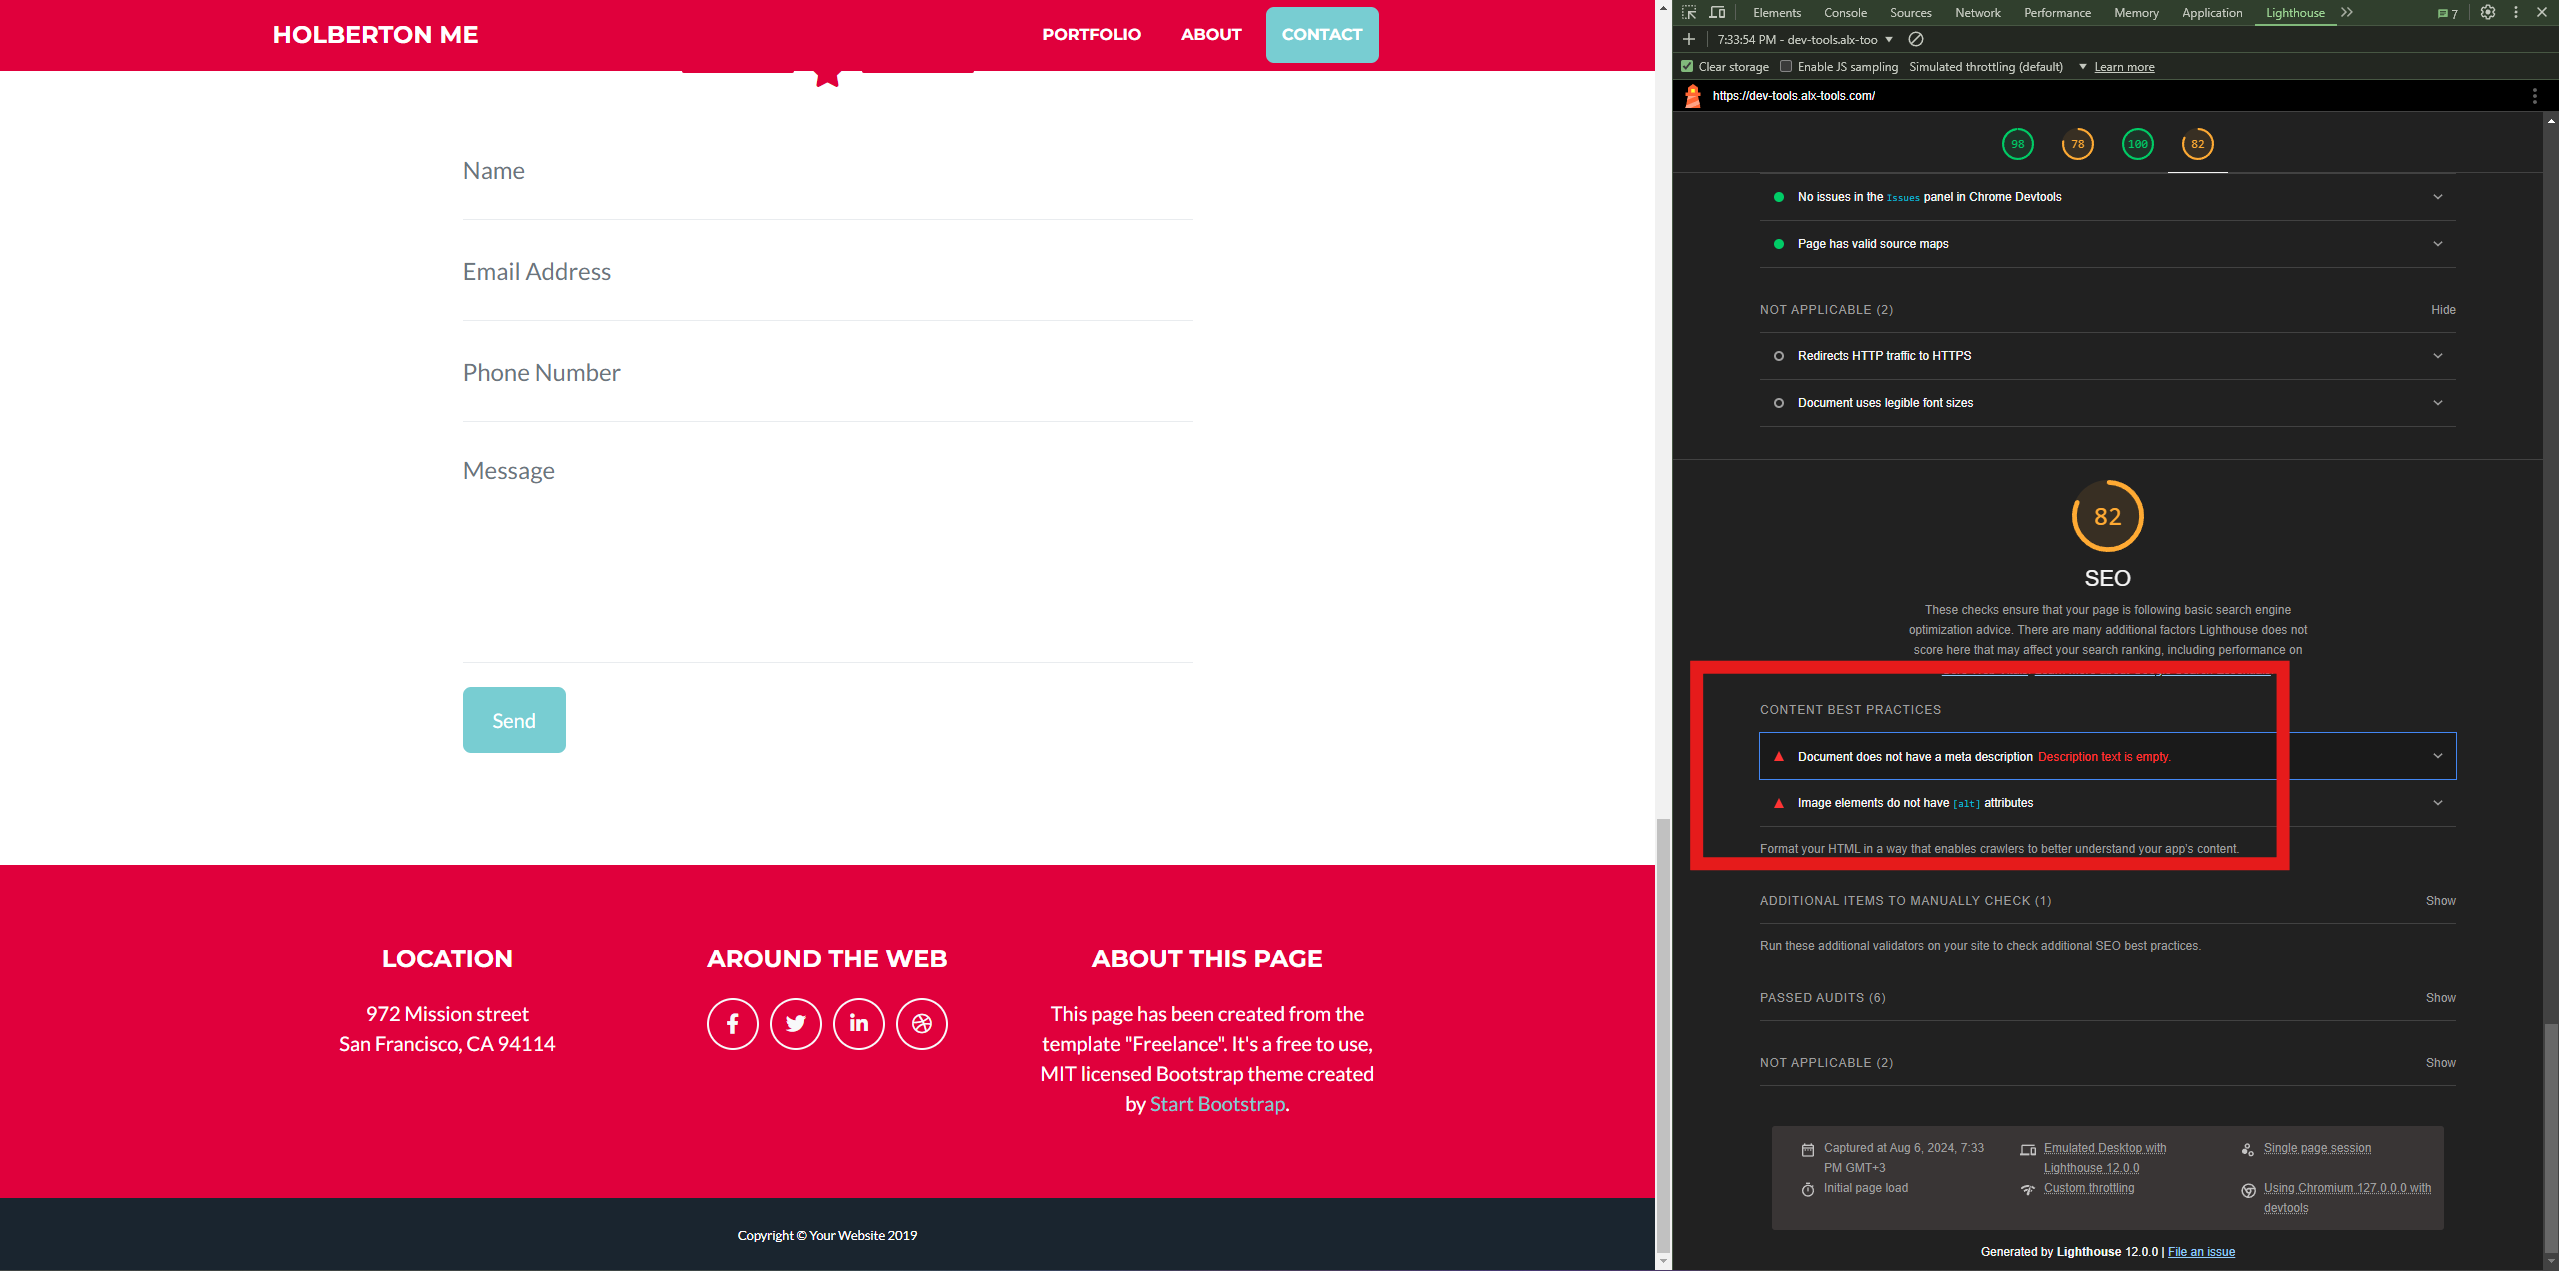 HOLBERTON ME
PORTFOLIO
ABOUT
CONTACT
Name
Email Address
Phone Number
Message
Send
LOCATION
972 Mission street
San Francisco, CA 94114
AROUND THE WEB
ABOUT THIS PAGE
This page has been created from the
template "Freelance". It's a free to use,
MIT licensed Bootstrap theme created
by Start Bootstrap.
Copyright © Your Website 2019
Elements Console Sources Network Performance Memory Application Lighthouse 7
7:33:54 PM - dev-tools.alx-too
Clear storage Enable JS sampling Simulated throttling (default) Learn more
https://dev-tools.alx-tools.com/
98 78 100 82
No issues in the Issues panel in Chrome Devtools
Page has valid source maps
NOT APPLICABLE (2) Hide
Redirects HTTP traffic to HTTPS
Document uses legible font sizes
82
SEO
These checks ensure that your page is following basic search engine
optimization advice. There are many additional factors Lighthouse does not
score here that may affect your search ranking, including performance on
CONTENT BEST PRACTICES
Document does not have a meta description Description text is empty.
Image elements do not have [alt] attributes
Format your HTML in a way that enables crawlers to better understand your app's content.
ADDITIONAL ITEMS TO MANUALLY CHECK (1) Show
Run these additional validators on your site to check additional SEO best practices.
PASSED AUDITS (6) Show
NOT APPLICABLE (2) Show
Captured at Aug 6, 2024, 7:33
PM GMT+3
Initial page load
Emulated Desktop with
Lighthouse 12.0.0
Custom throttling
Single page session
Using Chromium 127.0.0.0 with
devtools
Generated by Lighthouse 12.0.0 | File an issue